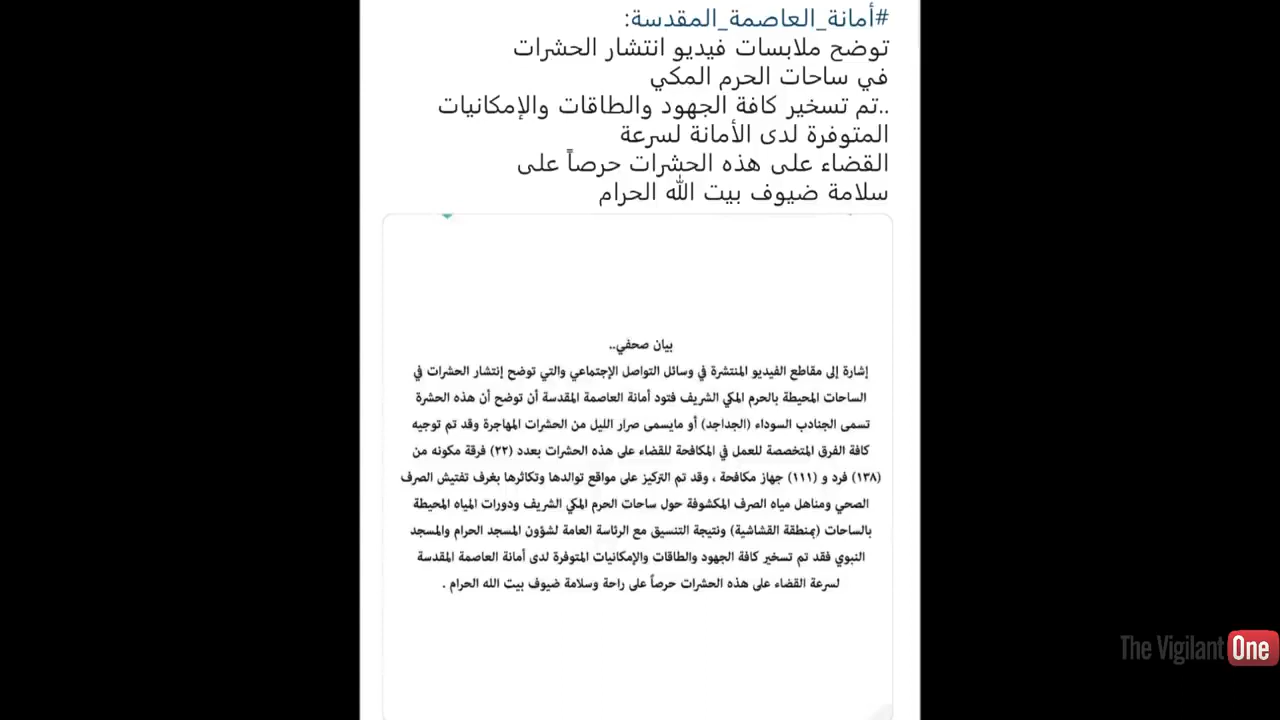 #أمانة_العاصمة_المقدسة:
توضح ملابسات فيديو انتشار الحشرات
في ساحات الحرم المكي
..تم تسخير كافة الجهود والطاقات والإمكانيات
المتوفرة لدى الأمانة لسرعة
القضاء على هذه الحشرات حرصاً على
سلامة ضيوف بيت الله الحرام
بيان صحفي..
إشارة إلى مقاطع الفيديو المنتشرة في وسائل التواصل الإجتماعي والتي توضح إنتشار الحشرات في
الساحات المحيطة بالحرم المكي الشريف فتود أمانة العاصمة المقدسة أن توضح أن هذه الحشرة
تسمى الجنادب السوداء (الجداجد) أو مايسمى صرار الليل من الحشرات المهاجرة وقد تم توجيه
كافة الفرق المتخصصة للعمل في المكافحة للقضاء على هذه الحشرات بعدد (٢٢) فرقة مكونه من
(١٣٨) فرد و (١١١) جهاز مكافحة ، وقد تم التركيز على مواقع توالدها وتكاثرها بغرف تفتيش الصرف
الصحي ومناهل مياه الصرف المكشوفة حول ساحات الحرم المكي الشريف ودورات المياه المحيطة
بالساحات (بمنطقة القشاشية) ونتيجة التنسيق مع الرئاسة العامة لشؤون المسجد الحرام والمسجد
النبوي فقد تم تسخير كافة الجهود والطاقات والإمكانيات المتوفرة لدى أمانة العاصمة المقدسة
لسرعة القضاء على هذه الحشرات حرصاً على راحة وسلامة ضيوف بيت الله الحرام .
The Vigilant One